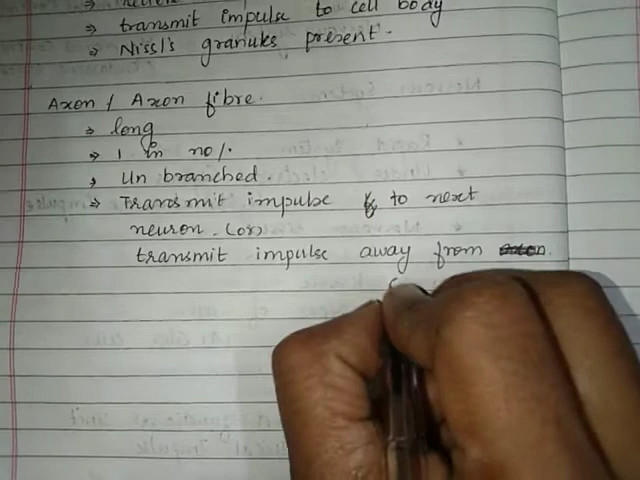 transmit impulse to cell body
Nissl's granules present.
Axon / Axon fibre.
long
1 in no/.
Un branched.
Transmit impulse to next
neuron. (or)
transmit impulse away from